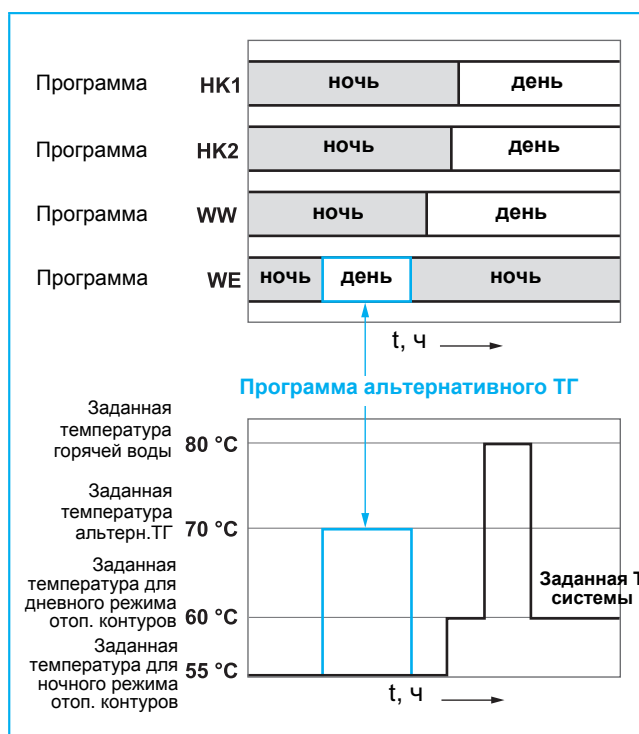 Программа HK1 ночь день
Программа HK2 ночь день
Программа WW ночь день
Программа WE ночь день ночь
t, ч
Программа альтернативного ТГ
Заданная
температура
горячей воды
80 °C
Заданная
температура
альтерн.ТГ
70 °C
Заданная
температура для
дневного режима
отоп. контуров
60 °C
Заданная Т
системы
Заданная
температура для
ночного режима
отоп. контуров
55 °C
t, ч